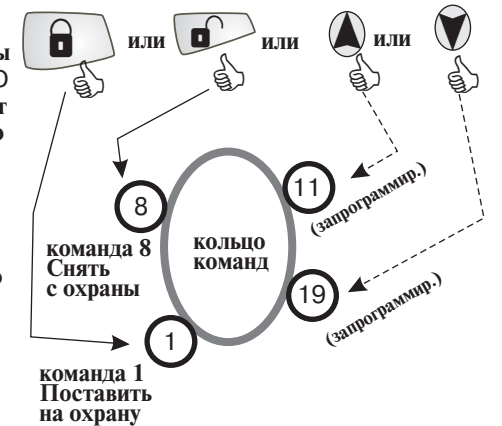 или
или
или
ы
О
т
о
о
8
11
(запрограммир.)
команда 8
Снять
с охраны
кольцо
команд
19
(запрограммир.)
1
команда 1
Поставить
на охрану